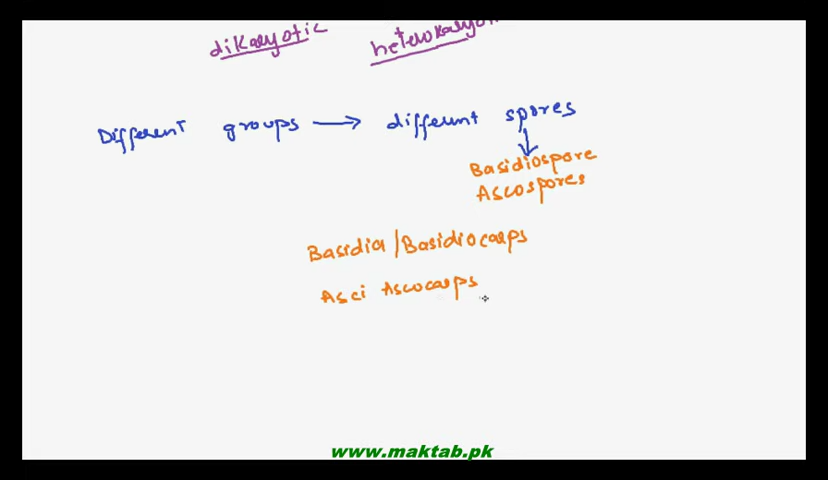 dikaryotic heterokaryotic
Different groups → different spores
Basidiospore
Ascospores
Basidia/Basidiocarps
Asci Ascocarps
www.maktab.pk